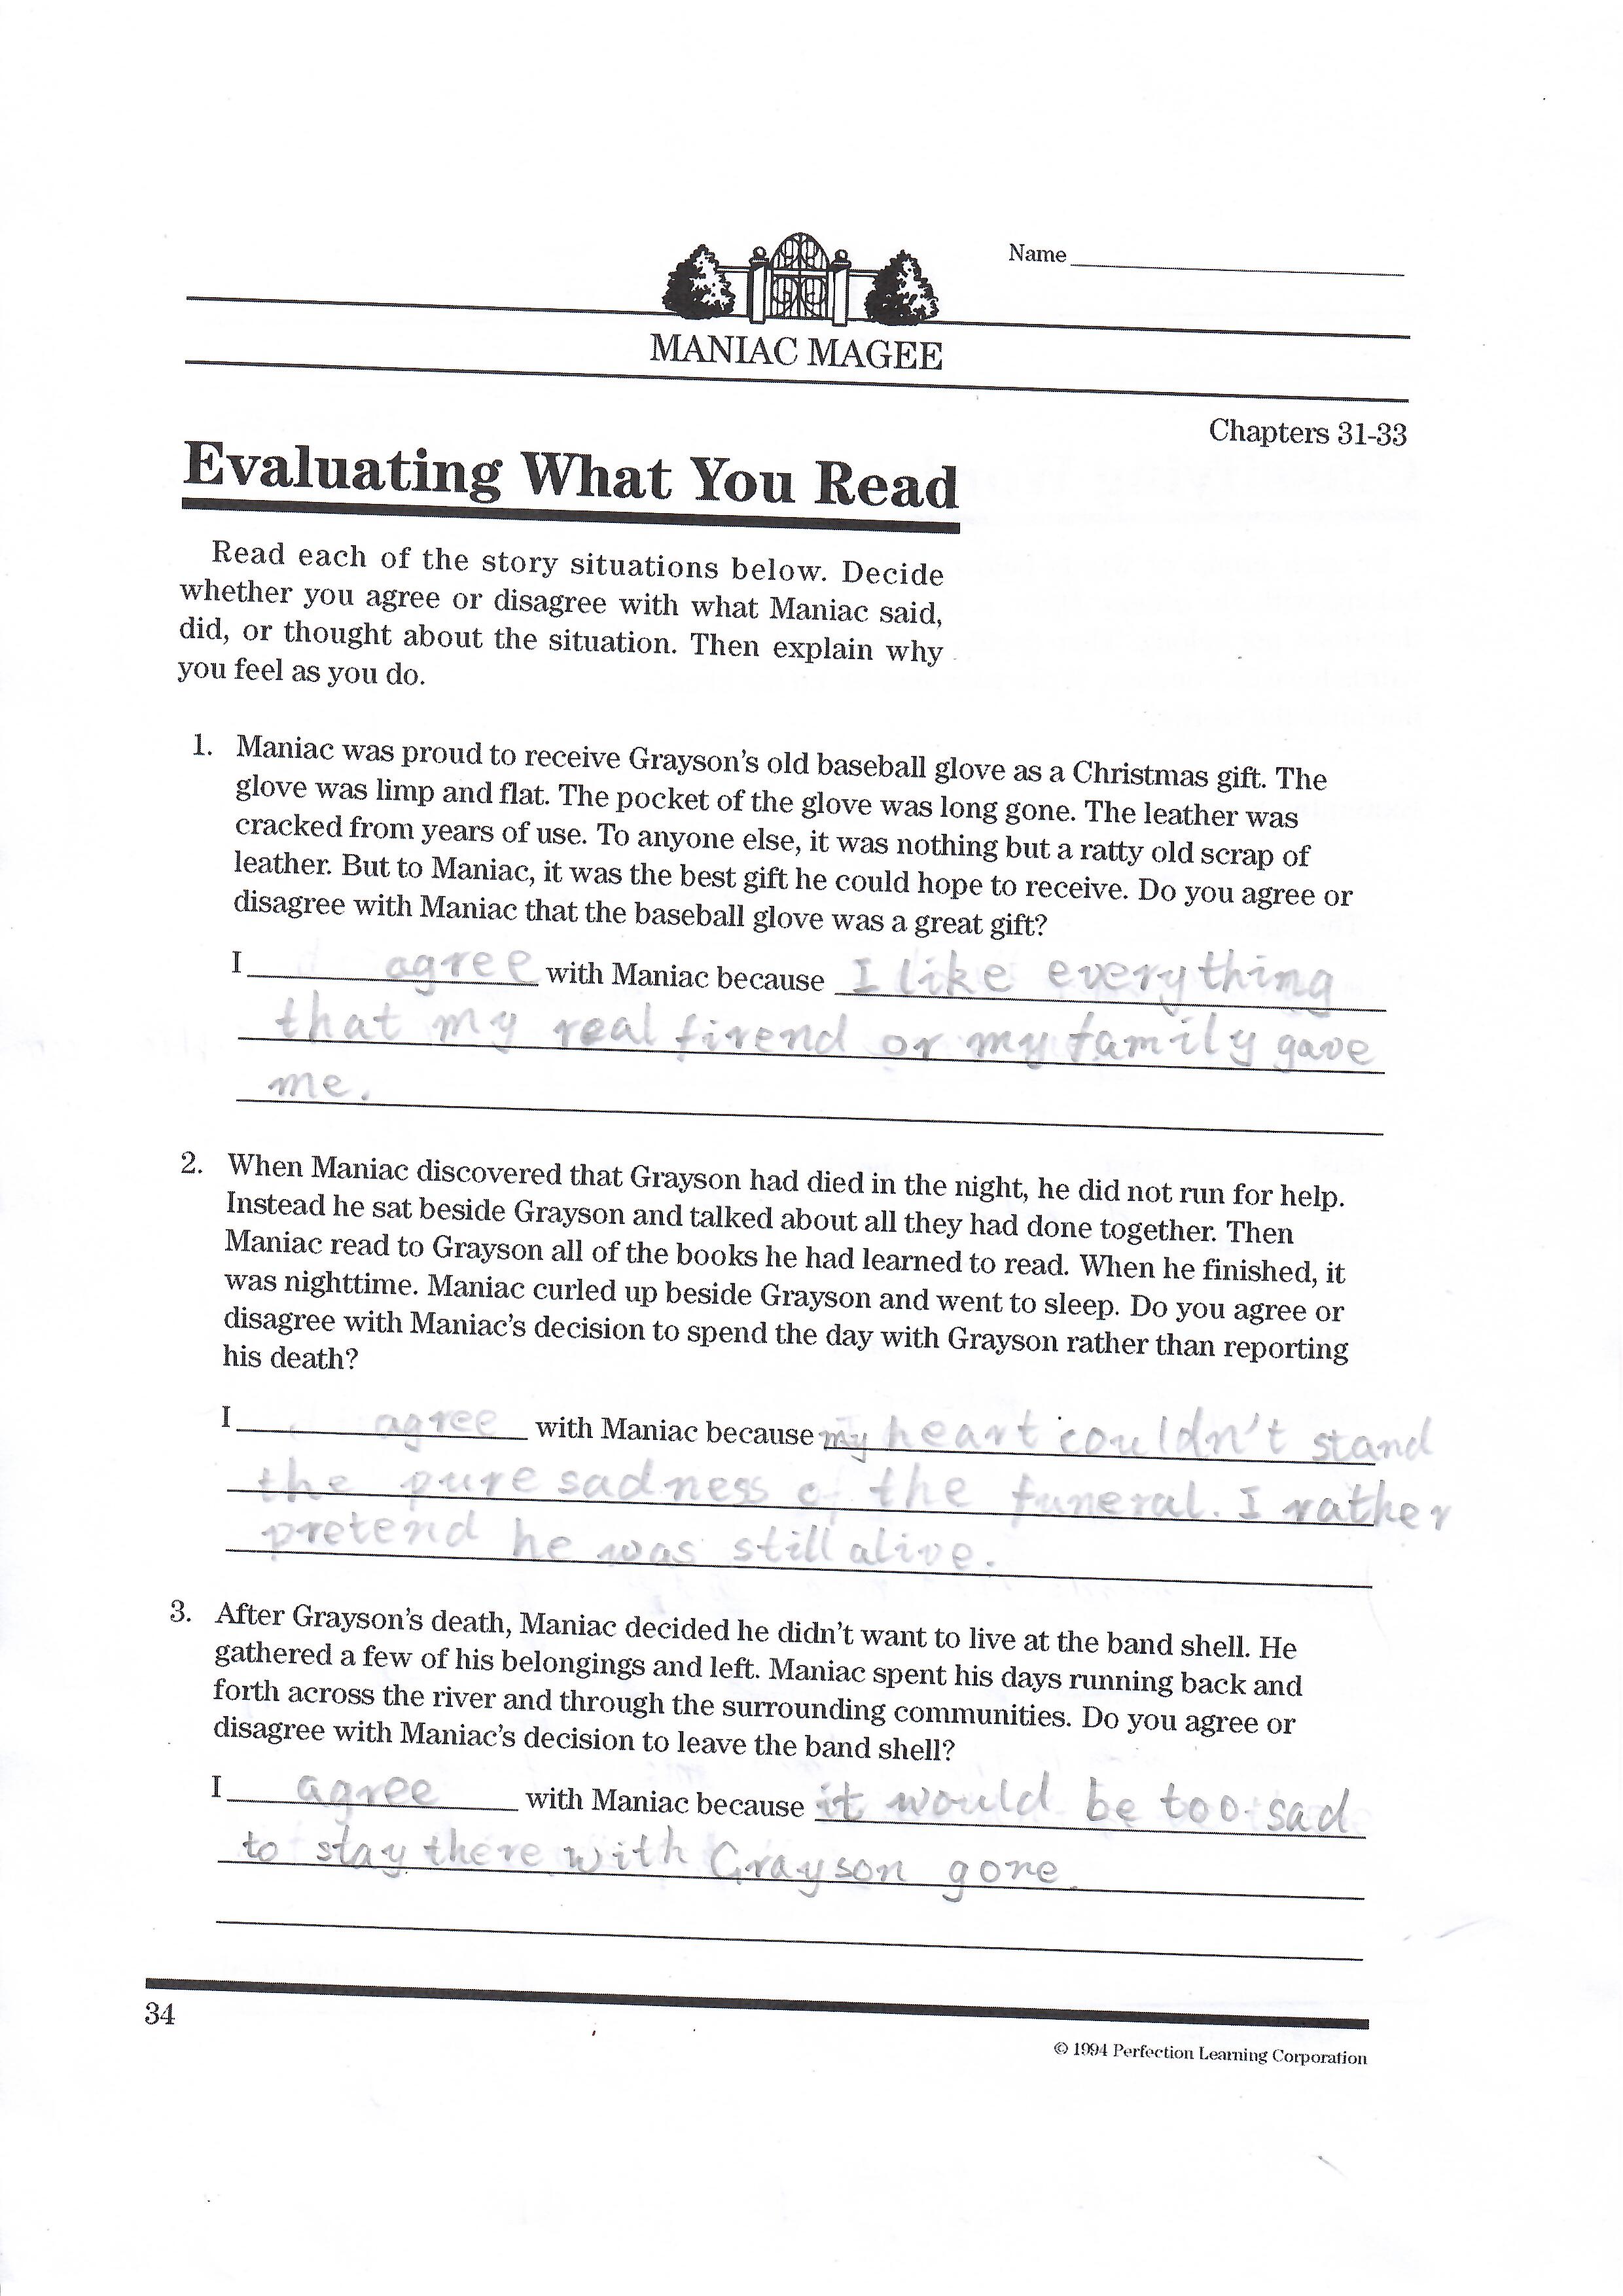 Name
MANIAC MAGEE
Chapters 31-33
Evaluating What You Read
Read each of the story situations below. Decide
whether you agree or disagree with what Maniac said,
did, or thought about the situation. Then explain why
you feel as you do.
1. Maniac was proud to receive Grayson's old baseball glove as a Christmas gift. The
glove was limp and flat. The pocket of the glove was long gone. The leather was
cracked from years of use. To anyone else, it was nothing but a ratty old scrap of
leather. But to Maniac, it was the best gift he could hope to receive. Do you agree or
disagree with Maniac that the baseball glove was a great gift?
I agree with Maniac because I like everything
that my real firend or my family gave
me.
2. When Maniac discovered that Grayson had died in the night, he did not run for help.
Instead he sat beside Grayson and talked about all they had done together. Then
Maniac read to Grayson all of the books he had learned to read. When he finished, it
was nighttime. Maniac curled up beside Grayson and went to sleep. Do you agree or
disagree with Maniac's decision to spend the day with Grayson rather than reporting
his death?
I agree with Maniac because my heart couldn't stand
the pure sadness of the funeral. I rather
pretend he was still alive.
3. After Grayson's death, Maniac decided he didn't want to live at the band shell. He
gathered a few of his belongings and left. Maniac spent his days running back and
forth across the river and through the surrounding communities. Do you agree or
disagree with Maniac's decision to leave the band shell?
I agree with Maniac because it would be too sad
to stay there with Grayson gone.
34
© 1994 Perfection Learning Corporation